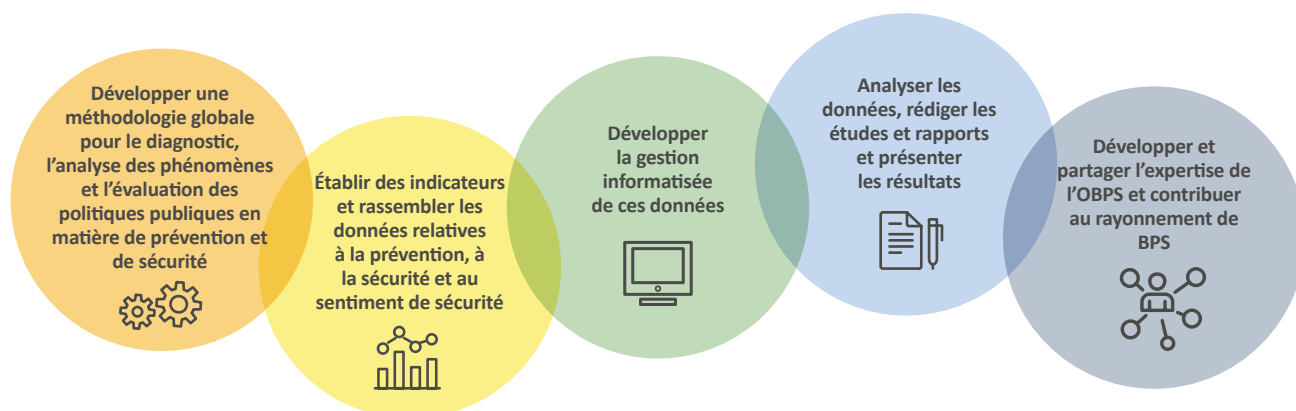 Développer une
méthodologie globale
pour le diagnostic,
l’analyse des phénomènes
et l’évaluation des
politiques publiques en
matière de prévention et
de sécurité
Établir des indicateurs
et rassembler les
données relatives
à la prévention, à
la sécurité et au
sentiment de sécurité
Développer
la gestion
informatisée
de ces données
Analyser les
données, rédiger les
études et rapports
et présenter
les résultats
Développer et
partager l’expertise de
l’OBPS et contribuer
au rayonnement de
BPS